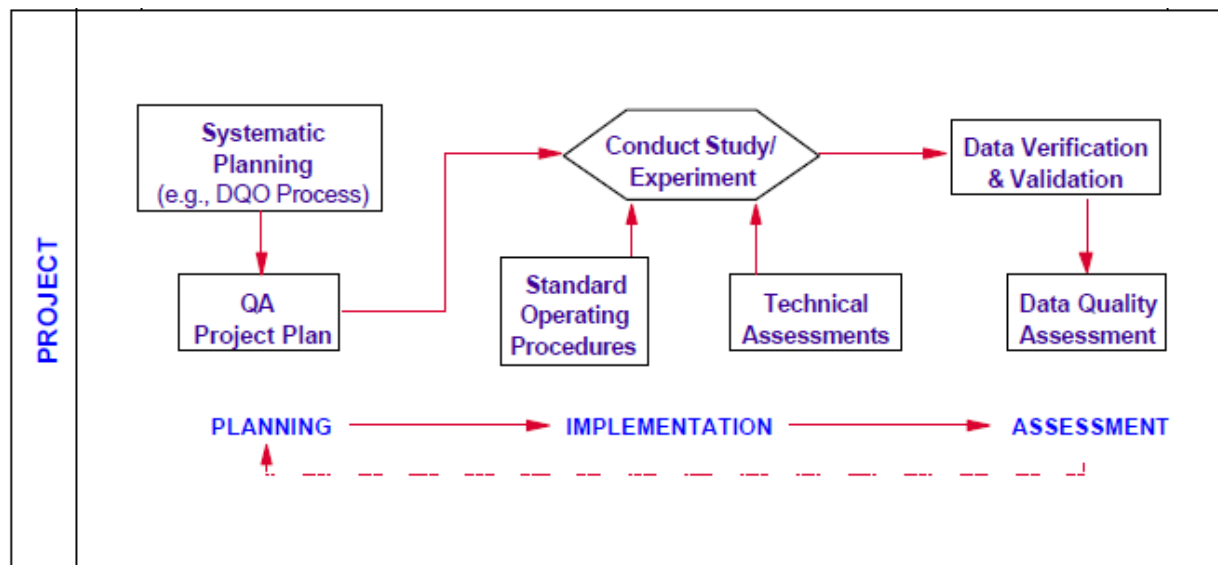 PROJECT
Systematic
Planning
(e.g., DQO Process)
QA
Project Plan
Conduct Study/
Experiment
Standard
Operating
Procedures
Technical
Assessments
Data Verification
& Validation
Data Quality
Assessment
PLANNING
IMPLEMENTATION
ASSESSMENT